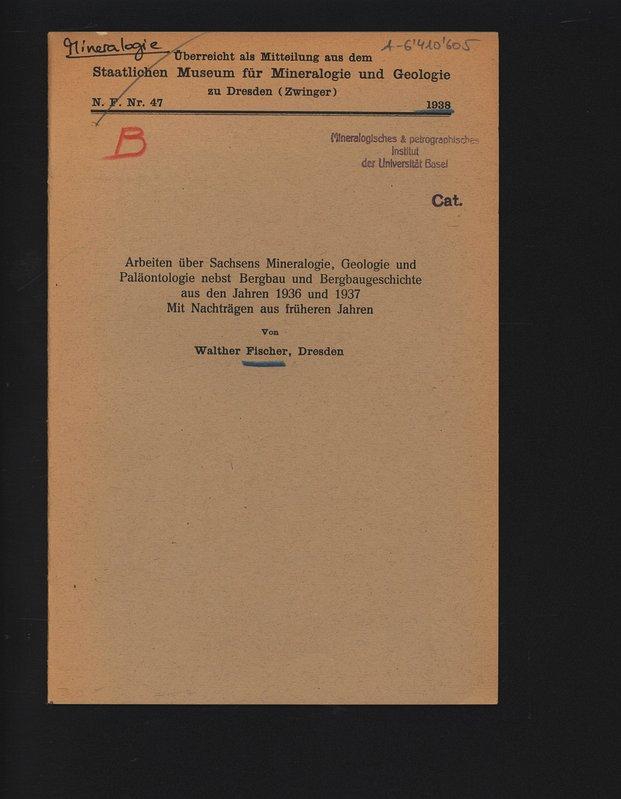 Mineralogie
A-6'410'605
Überreicht als Mitteilung aus dem
Staatlichen Museum für Mineralogie und Geologie
zu Dresden (Zwinger)
N. F. Nr. 47 1938
B
Mineralogisches & petrographisches
Institut
der Universität Basel
Cat.
Arbeiten über Sachsens Mineralogie, Geologie und
Paläontologie nebst Bergbau und Bergbaugeschichte
aus den Jahren 1936 und 1937
Mit Nachträgen aus früheren Jahren
Von
Walther Fischer, Dresden